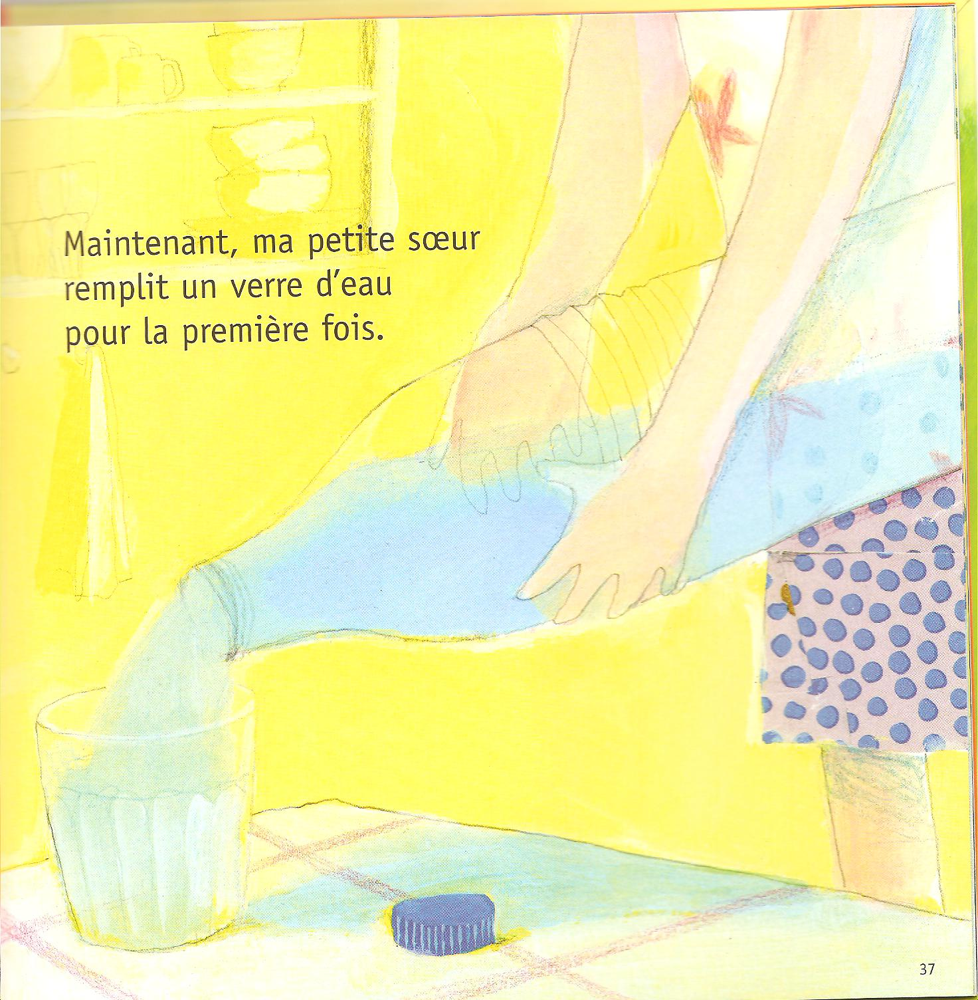 Maintenant, ma petite sœur
remplit un verre d'eau
pour la première fois.
37